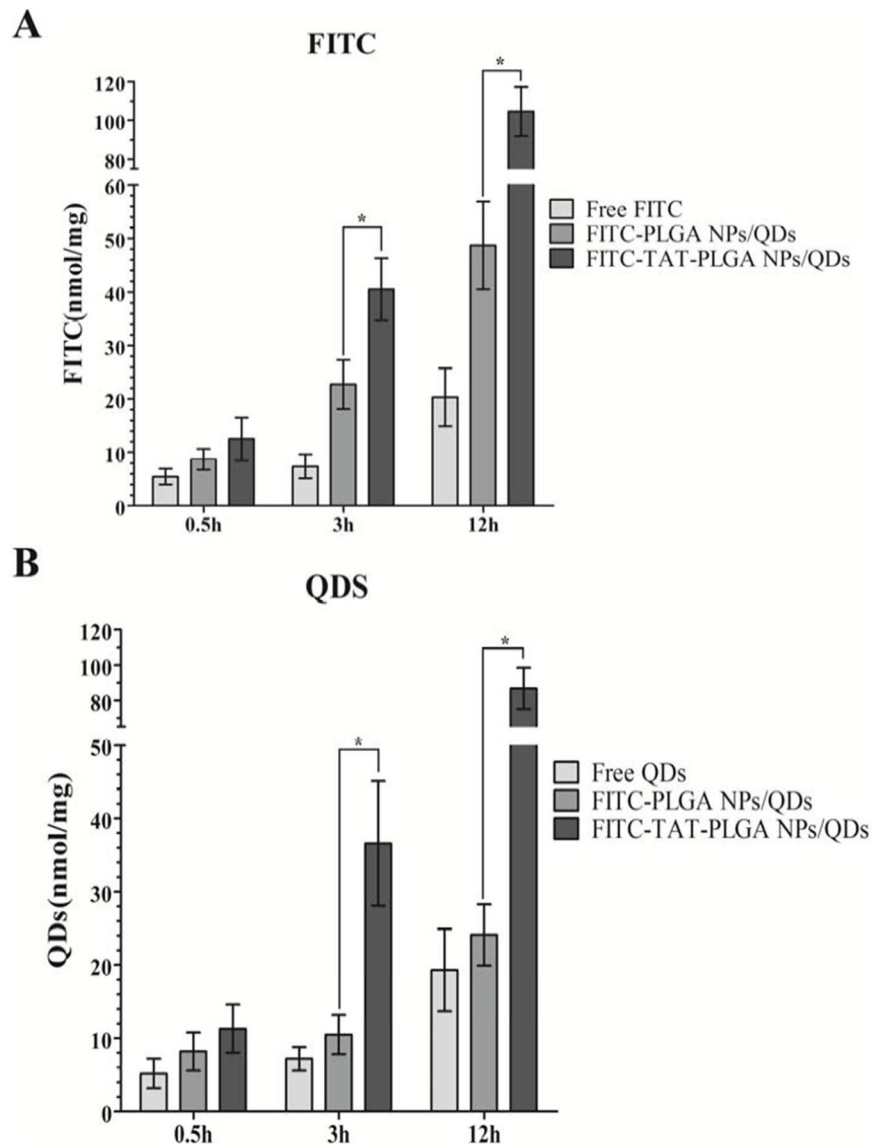 A
FITC
FITC(nmol/mg)
120
100
80
60
50
40
30
20
10
0
*
*
0.5h
3h
12h
Free FITC
FITC-PLGA NPs/QDs
FITC-TAT-PLGA NPs/QDs
B
QDS
QDs(nmol/mg)
120
100
80
50
40
30
20
10
0
*
*
0.5h
3h
12h
Free QDs
FITC-PLGA NPs/QDs
FITC-TAT-PLGA NPs/QDs